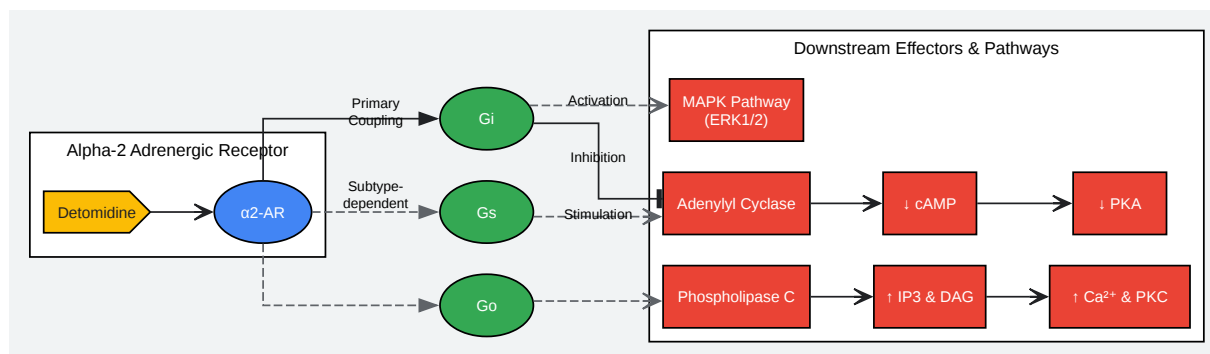 Downstream Effectors & Pathways
Primary
Coupling
Gi
Activation
MAPK Pathway
(ERK1/2)
Alpha-2 Adrenergic Receptor
Inhibition
Detomidine
α2-AR
Subtype-
dependent
Gs
Stimulation
Adenylyl Cyclase
↓ cAMP
↓ PKA
Go
Phospholipase C
↑ IP3 & DAG
↑ Ca²⁺ & PKC